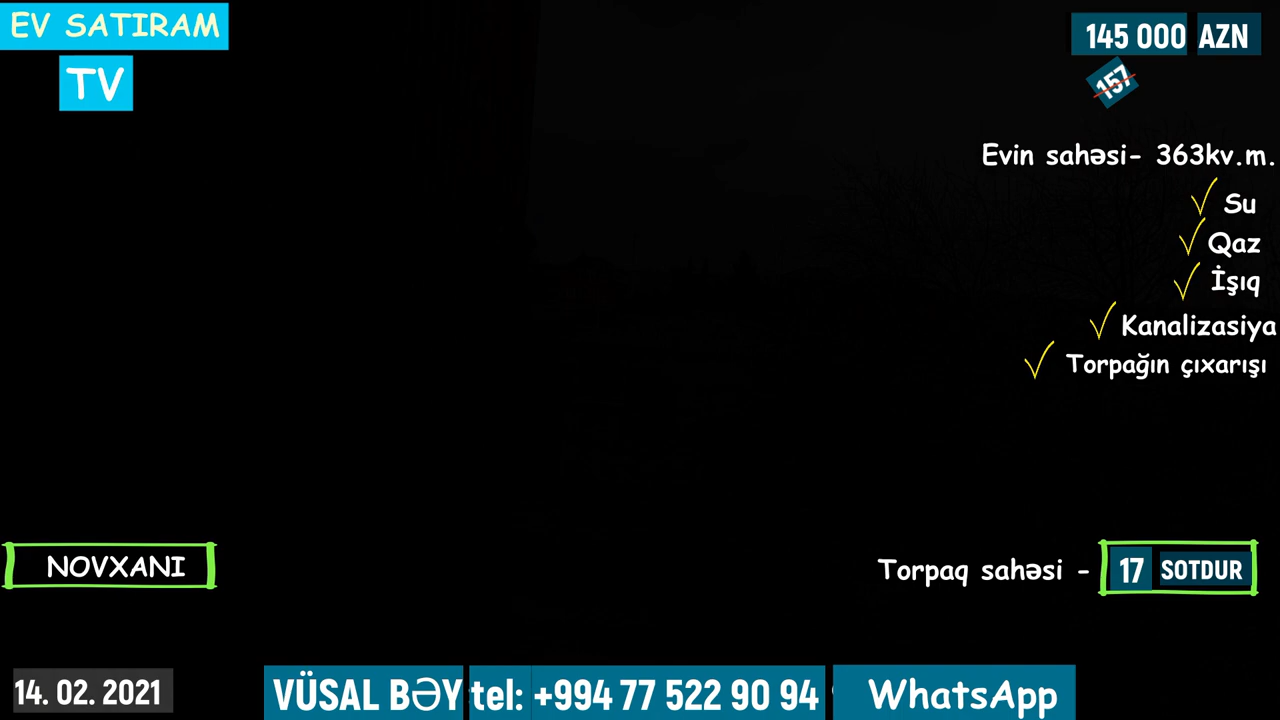 EV SATIRAM
TV
145 000 AZN
157
Evin sahəsi- 363kv.m.
Su
Qaz
İşıq
Kanalizasiya
Torpağın çıxarışı
NOVXANI
Torpaq sahəsi - 17 SOTDUR
14. 02. 2021
VÜSAL BƏY tel: +994 77 522 90 94 WhatsApp